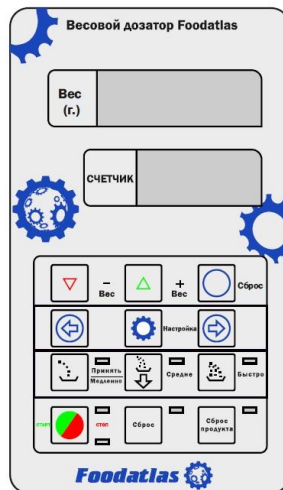 Весовой дозатор Foodatlas
Вес
(г.)
СЧЕТЧИК
− Вес
+ Вес
Сброс
Настройка
Принять
Медленно
Средне
Быстро
СТАРТ
СТОП
Сброс
Сброс
продукта
Foodatlas